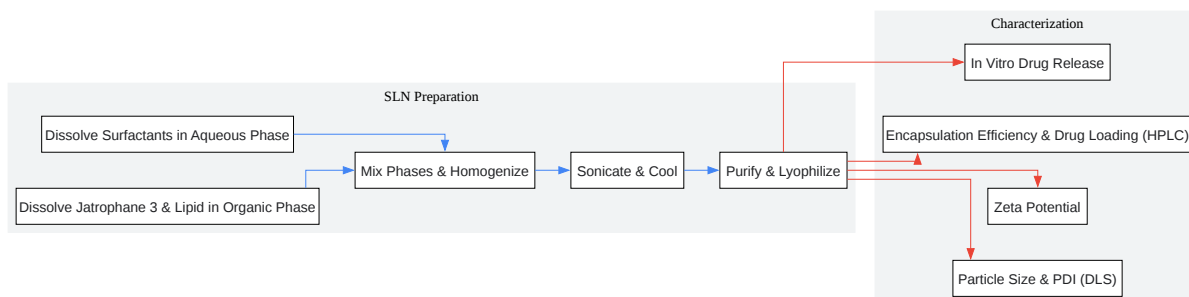 Characterization
In Vitro Drug Release
SLN Preparation
Dissolve Surfactants in Aqueous Phase
Encapsulation Efficiency & Drug Loading (HPLC)
Mix Phases & Homogenize
Sonicate & Cool
Purify & Lyophilize
Dissolve Jatrophane 3 & Lipid in Organic Phase
Zeta Potential
Particle Size & PDI (DLS)